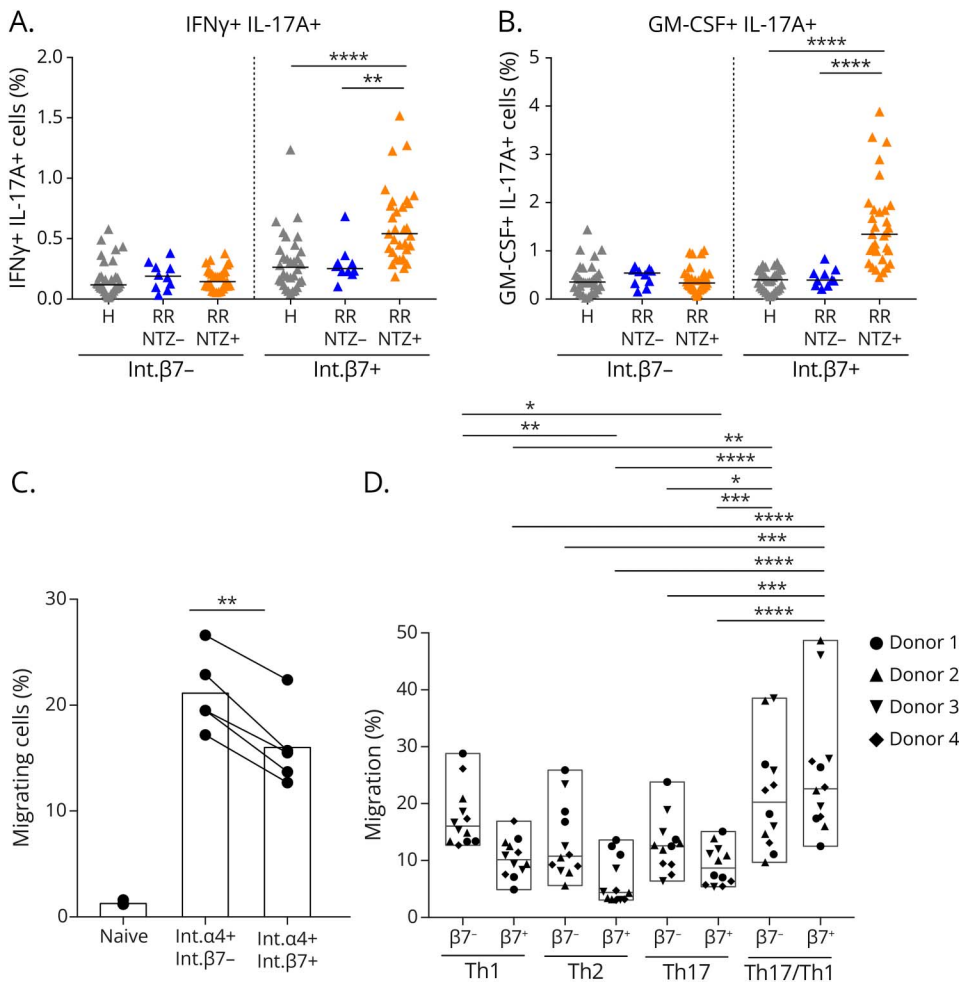 A.
IFNγ+ IL-17A+
IFNγ+ IL-17A+ cells (%)
2.0
1.5
1.0
0.5
0.0
****
**
H RR RR H RR RR
NTZ− NTZ+ NTZ− NTZ+
Int.β7− Int.β7+
B.
GM-CSF+ IL-17A+
GM-CSF+ IL-17A+ cells (%)
5
4
3
2
1
0
****
****
H RR RR H RR RR
NTZ− NTZ+ NTZ− NTZ+
Int.β7− Int.β7+
C.
Migrating cells (%)
30
20
10
0
**
Naive Int.α4+ Int.α4+
Int.β7− Int.β7+
D.
*
**
**
****
*
***
****
***
****
***
****
Migration (%)
50
40
30
20
10
0
β7⁻ β7⁺ β7⁻ β7⁺ β7⁻ β7⁺ β7⁻ β7⁺
Th1 Th2 Th17 Th17/Th1
Donor 1
Donor 2
Donor 3
Donor 4